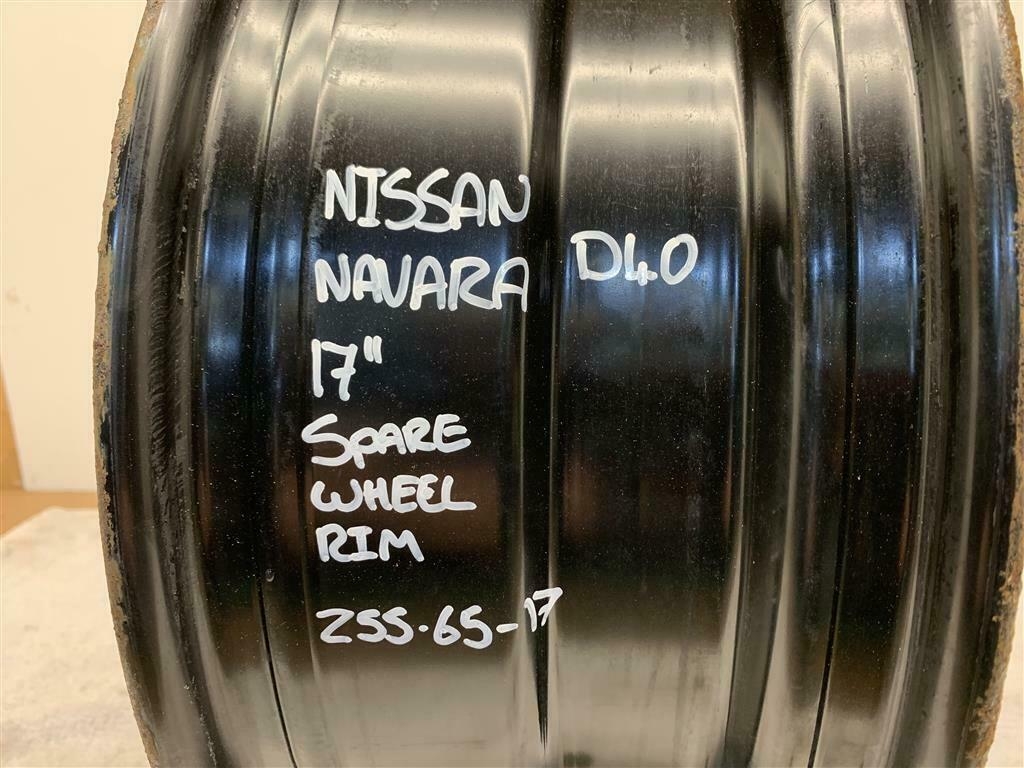 NISSAN
NAVARA D40
17"
SPARE
WHEEL
RIM
255.65-17